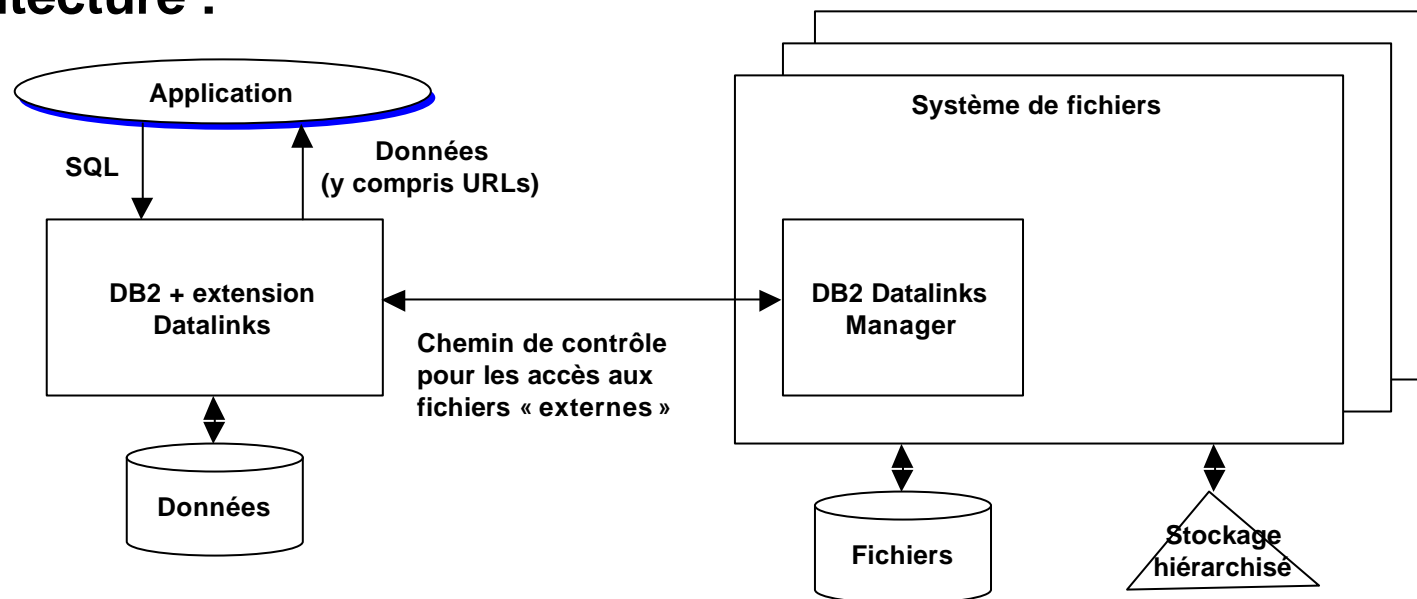 itecture :
Application
Système de fichiers
SQL
Données
(y compris URLs)
DB2 + extension
Datalinks
DB2 Datalinks
Manager
Chemin de contrôle
pour les accès aux
fichiers « externes »
Données
Fichiers
Stockage
hiérarchisé